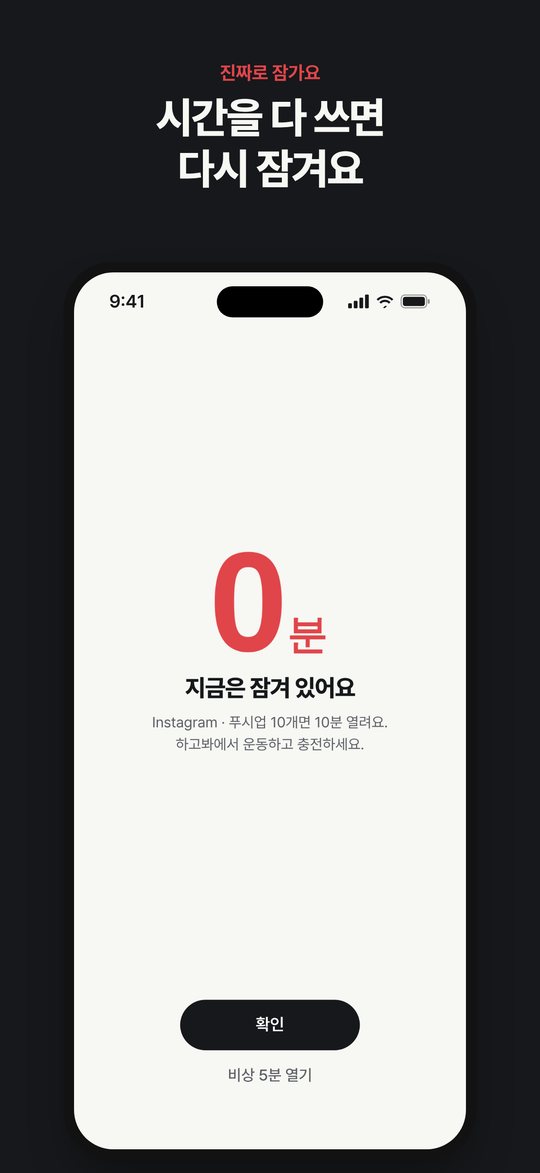 진짜로 잠가요
시간을 다 쓰면
다시 잠겨요
9:41
0분
지금은 잠겨 있어요
Instagram · 푸시업 10개면 10분 열려요.
하고봐에서 운동하고 충전하세요.
확인
비상 5분 열기